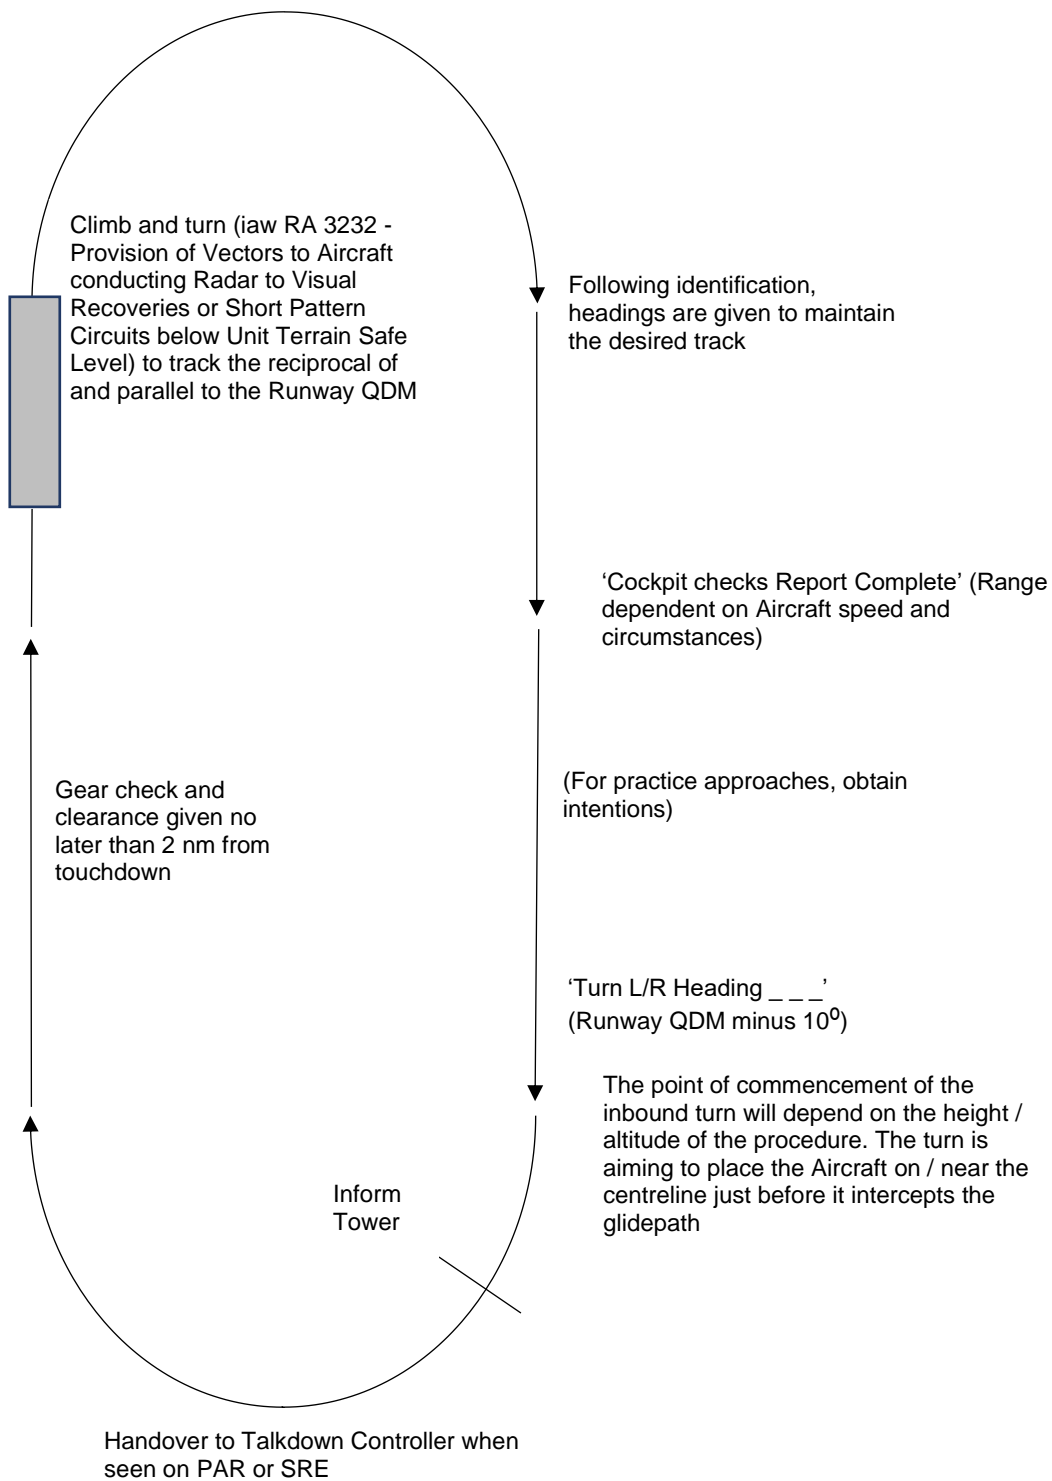 Climb and turn (iaw RA 3232 -
Provision of Vectors to Aircraft
conducting Radar to Visual
Recoveries or Short Pattern
Circuits below Unit Terrain Safe
Level) to track the reciprocal of
and parallel to the Runway QDM
Following identification,
headings are given to maintain
the desired track
‘Cockpit checks Report Complete’ (Range
dependent on Aircraft speed and
circumstances)
(For practice approaches, obtain
intentions)
Gear check and
clearance given no
later than 2 nm from
touchdown
‘Turn L/R Heading _ _ _’
(Runway QDM minus 10⁰)
The point of commencement of the
inbound turn will depend on the height /
altitude of the procedure. The turn is
aiming to place the Aircraft on / near the
centreline just before it intercepts the
glidepath
Inform
Tower
Handover to Talkdown Controller when
seen on PAR or SRE